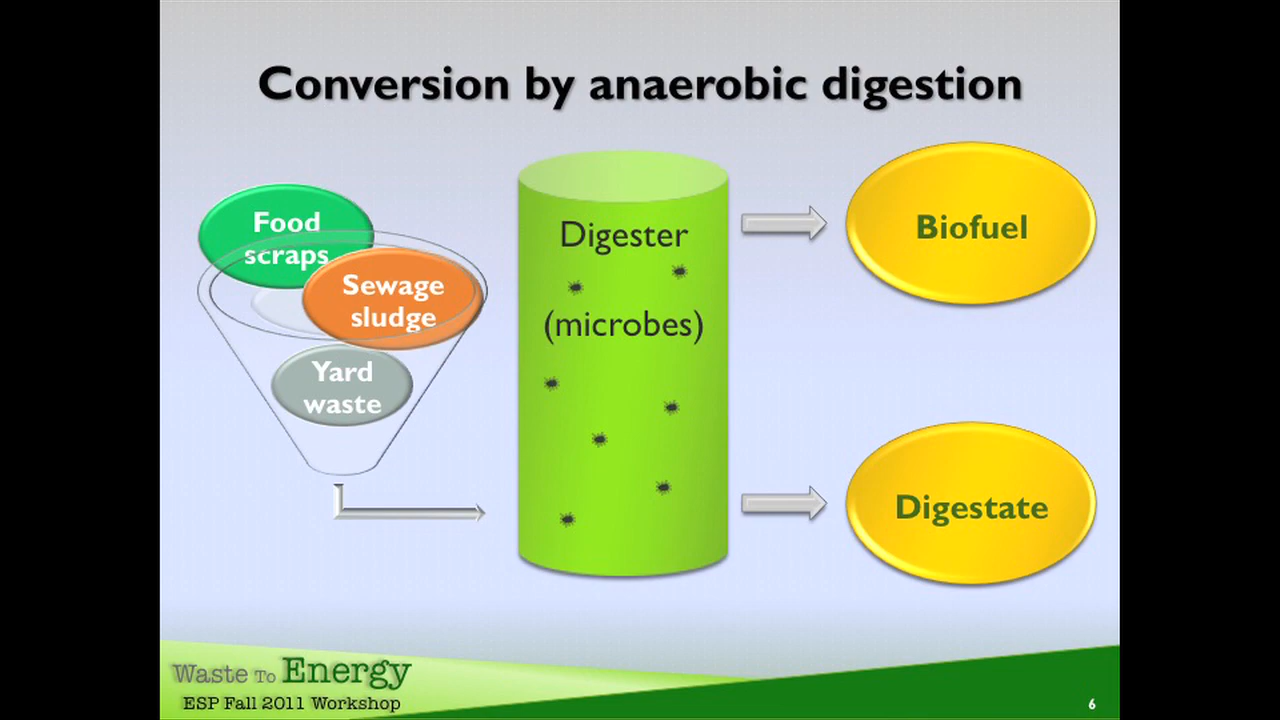 Conversion by anaerobic digestion
Food
scraps
Sewage
sludge
Yard
waste
Digester
(microbes)
Biofuel
Digestate
Waste To Energy
ESP Fall 2011 Workshop
6